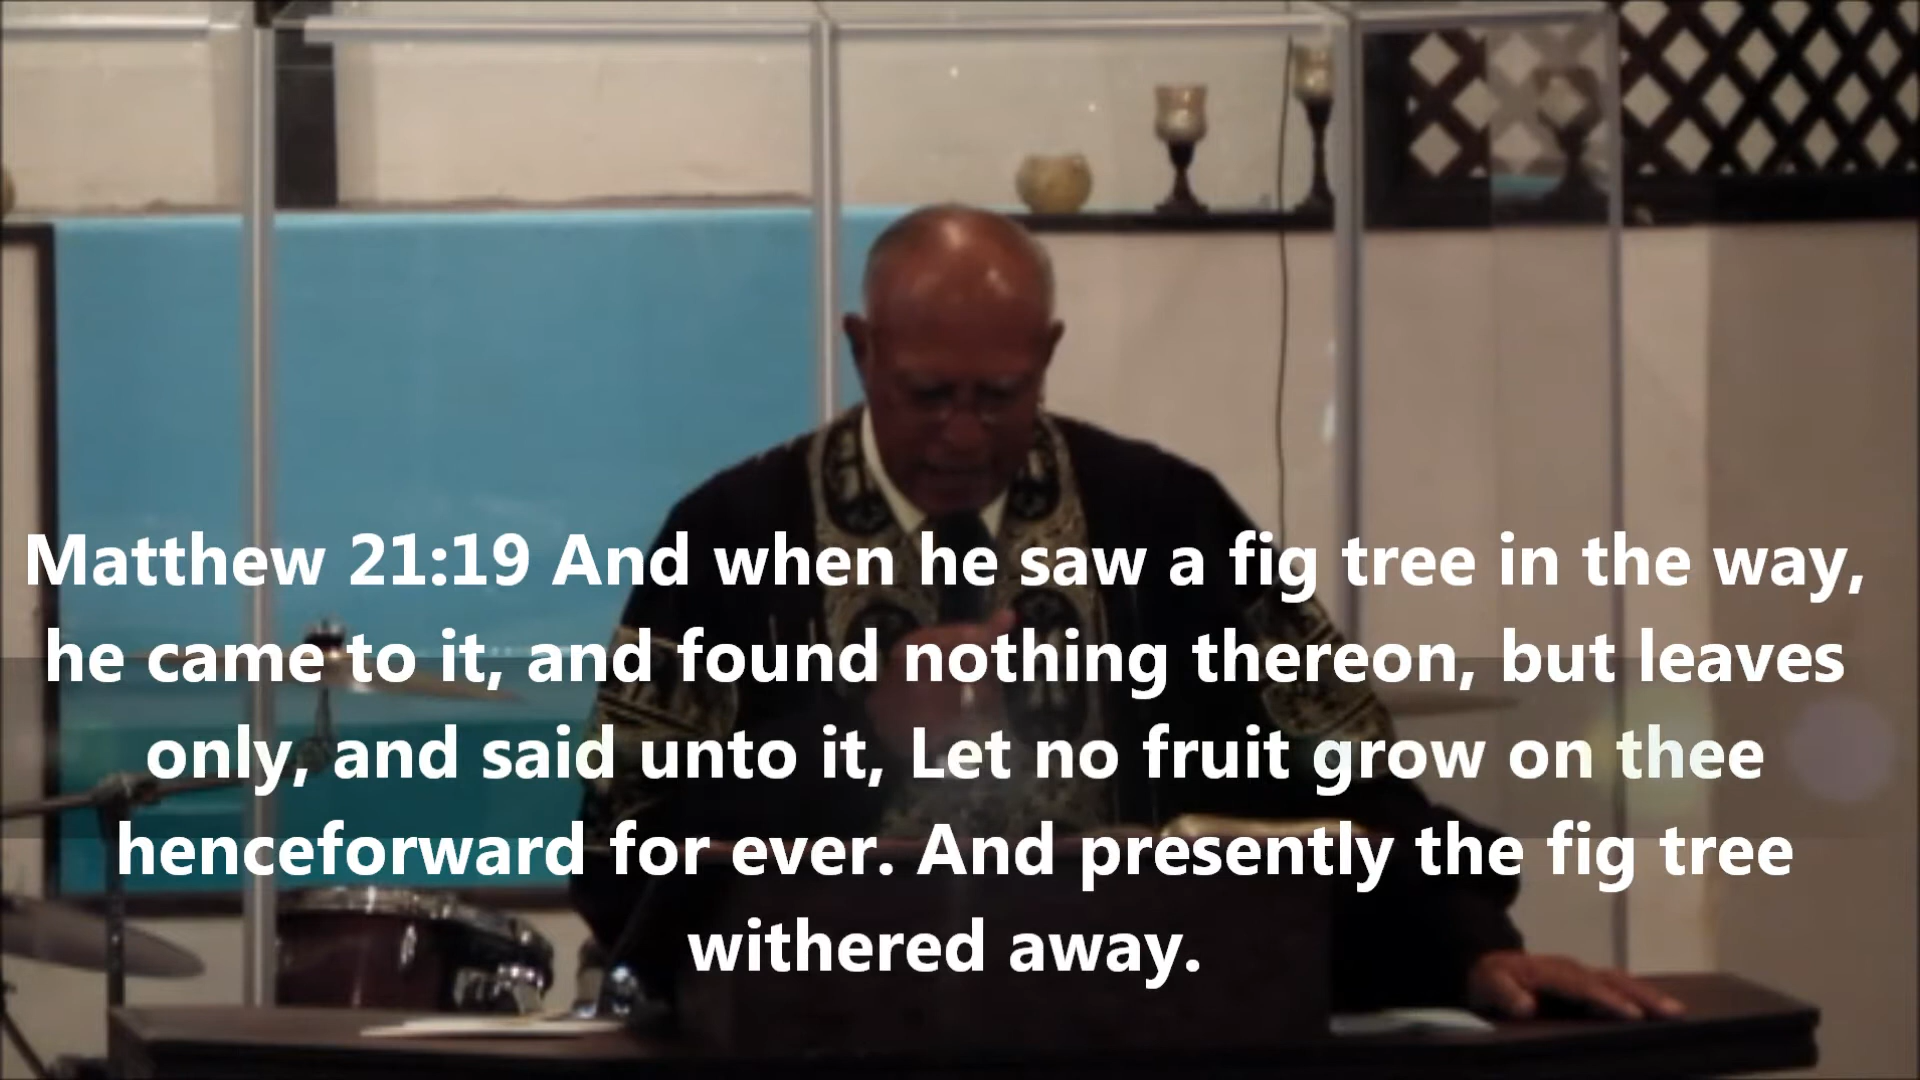 Matthew 21:19 And when he saw a fig tree in the way,
he came to it, and found nothing thereon, but leaves
only, and said unto it, Let no fruit grow on thee
henceforward for ever. And presently the fig tree
withered away.